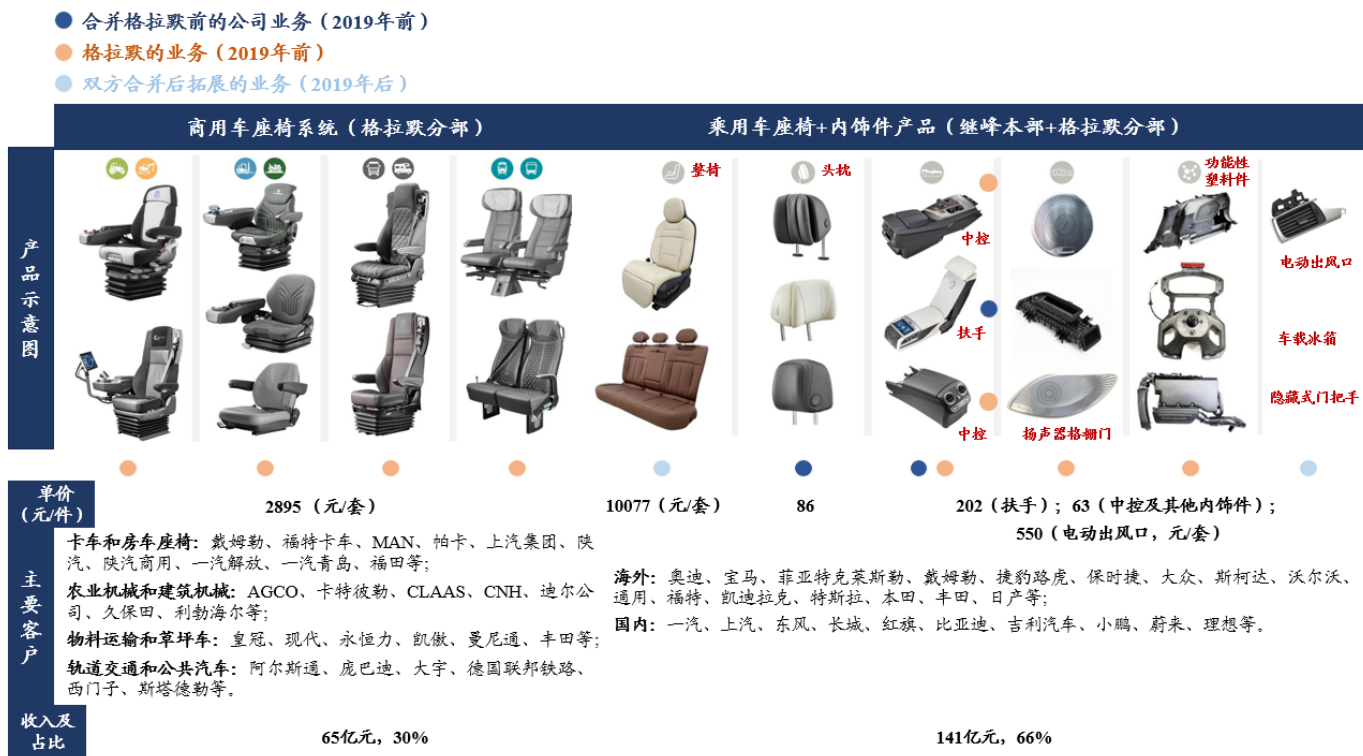 合并格拉默前的公司业务（2019年前）
格拉默的业务（2019年前）
双方合并后拓展的业务（2019年后）
商用车座椅系统（格拉默分部）
乘用车座椅+内饰件产品（继峰本部+格拉默分部）
产品示意图
整椅
头枕
中控
扶手
中控
扬声器格栅门
功能性
塑料件
电动出风口
车载冰箱
隐藏式门把手
单价
（元/件）
2895（元/套）
10077（元/套）
86
202（扶手）；63（中控及其他内饰件）；
550（电动出风口，元/套）
主要客户
卡车和房车座椅：戴姆勒、福特卡车、MAN、帕卡、上汽集团、陕
汽、陕汽商用、一汽解放、一汽青岛、福田等；
农业机械和建筑机械：AGCO、卡特彼勒、CLAAS、CNH、迪尔公
司、久保田、利勃海尔等；
物料运输和草坪车：皇冠、现代、永恒力、凯傲、曼尼通、丰田等；
轨道交通和公共汽车：阿尔斯通、庞巴迪、大宇、德国联邦铁路、
西门子、斯塔德勒等。
海外：奥迪、宝马、菲亚特克莱斯勒、戴姆勒、捷豹路虎、保时捷、大众、斯柯达、沃尔沃、
通用、福特、凯迪拉克、特斯拉、本田、丰田、日产等；
国内：一汽、上汽、东风、长城、红旗、比亚迪、吉利汽车、小鹏、蔚来、理想等。
收入及
占比
65亿元，30%
141亿元，66%